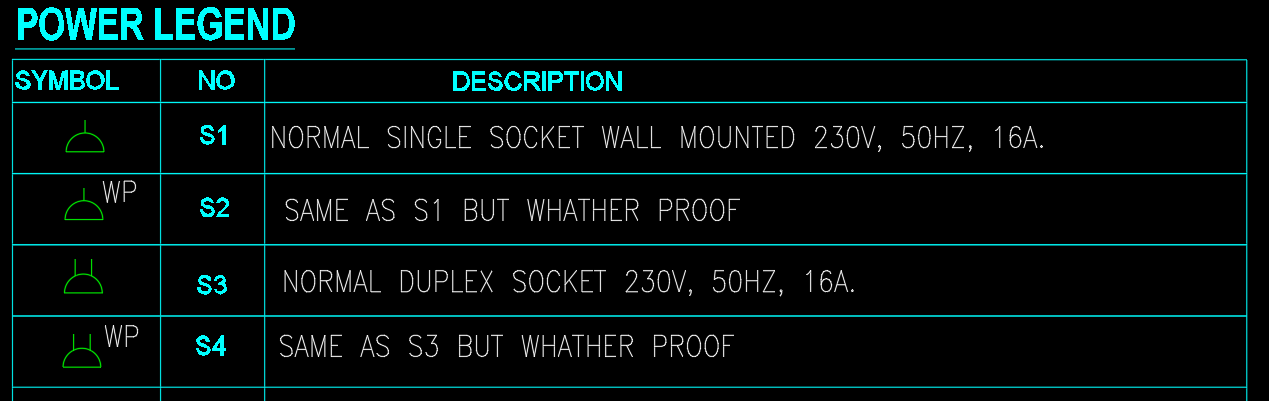 POWER LEGEND
SYMBOL NO DESCRIPTION
S1 NORMAL SINGLE SOCKET WALL MOUNTED 230V, 50HZ, 16A.
WP S2 SAME AS S1 BUT WHATHER PROOF
S3 NORMAL DUPLEX SOCKET 230V, 50HZ, 16A.
WP S4 SAME AS S3 BUT WHATHER PROOF